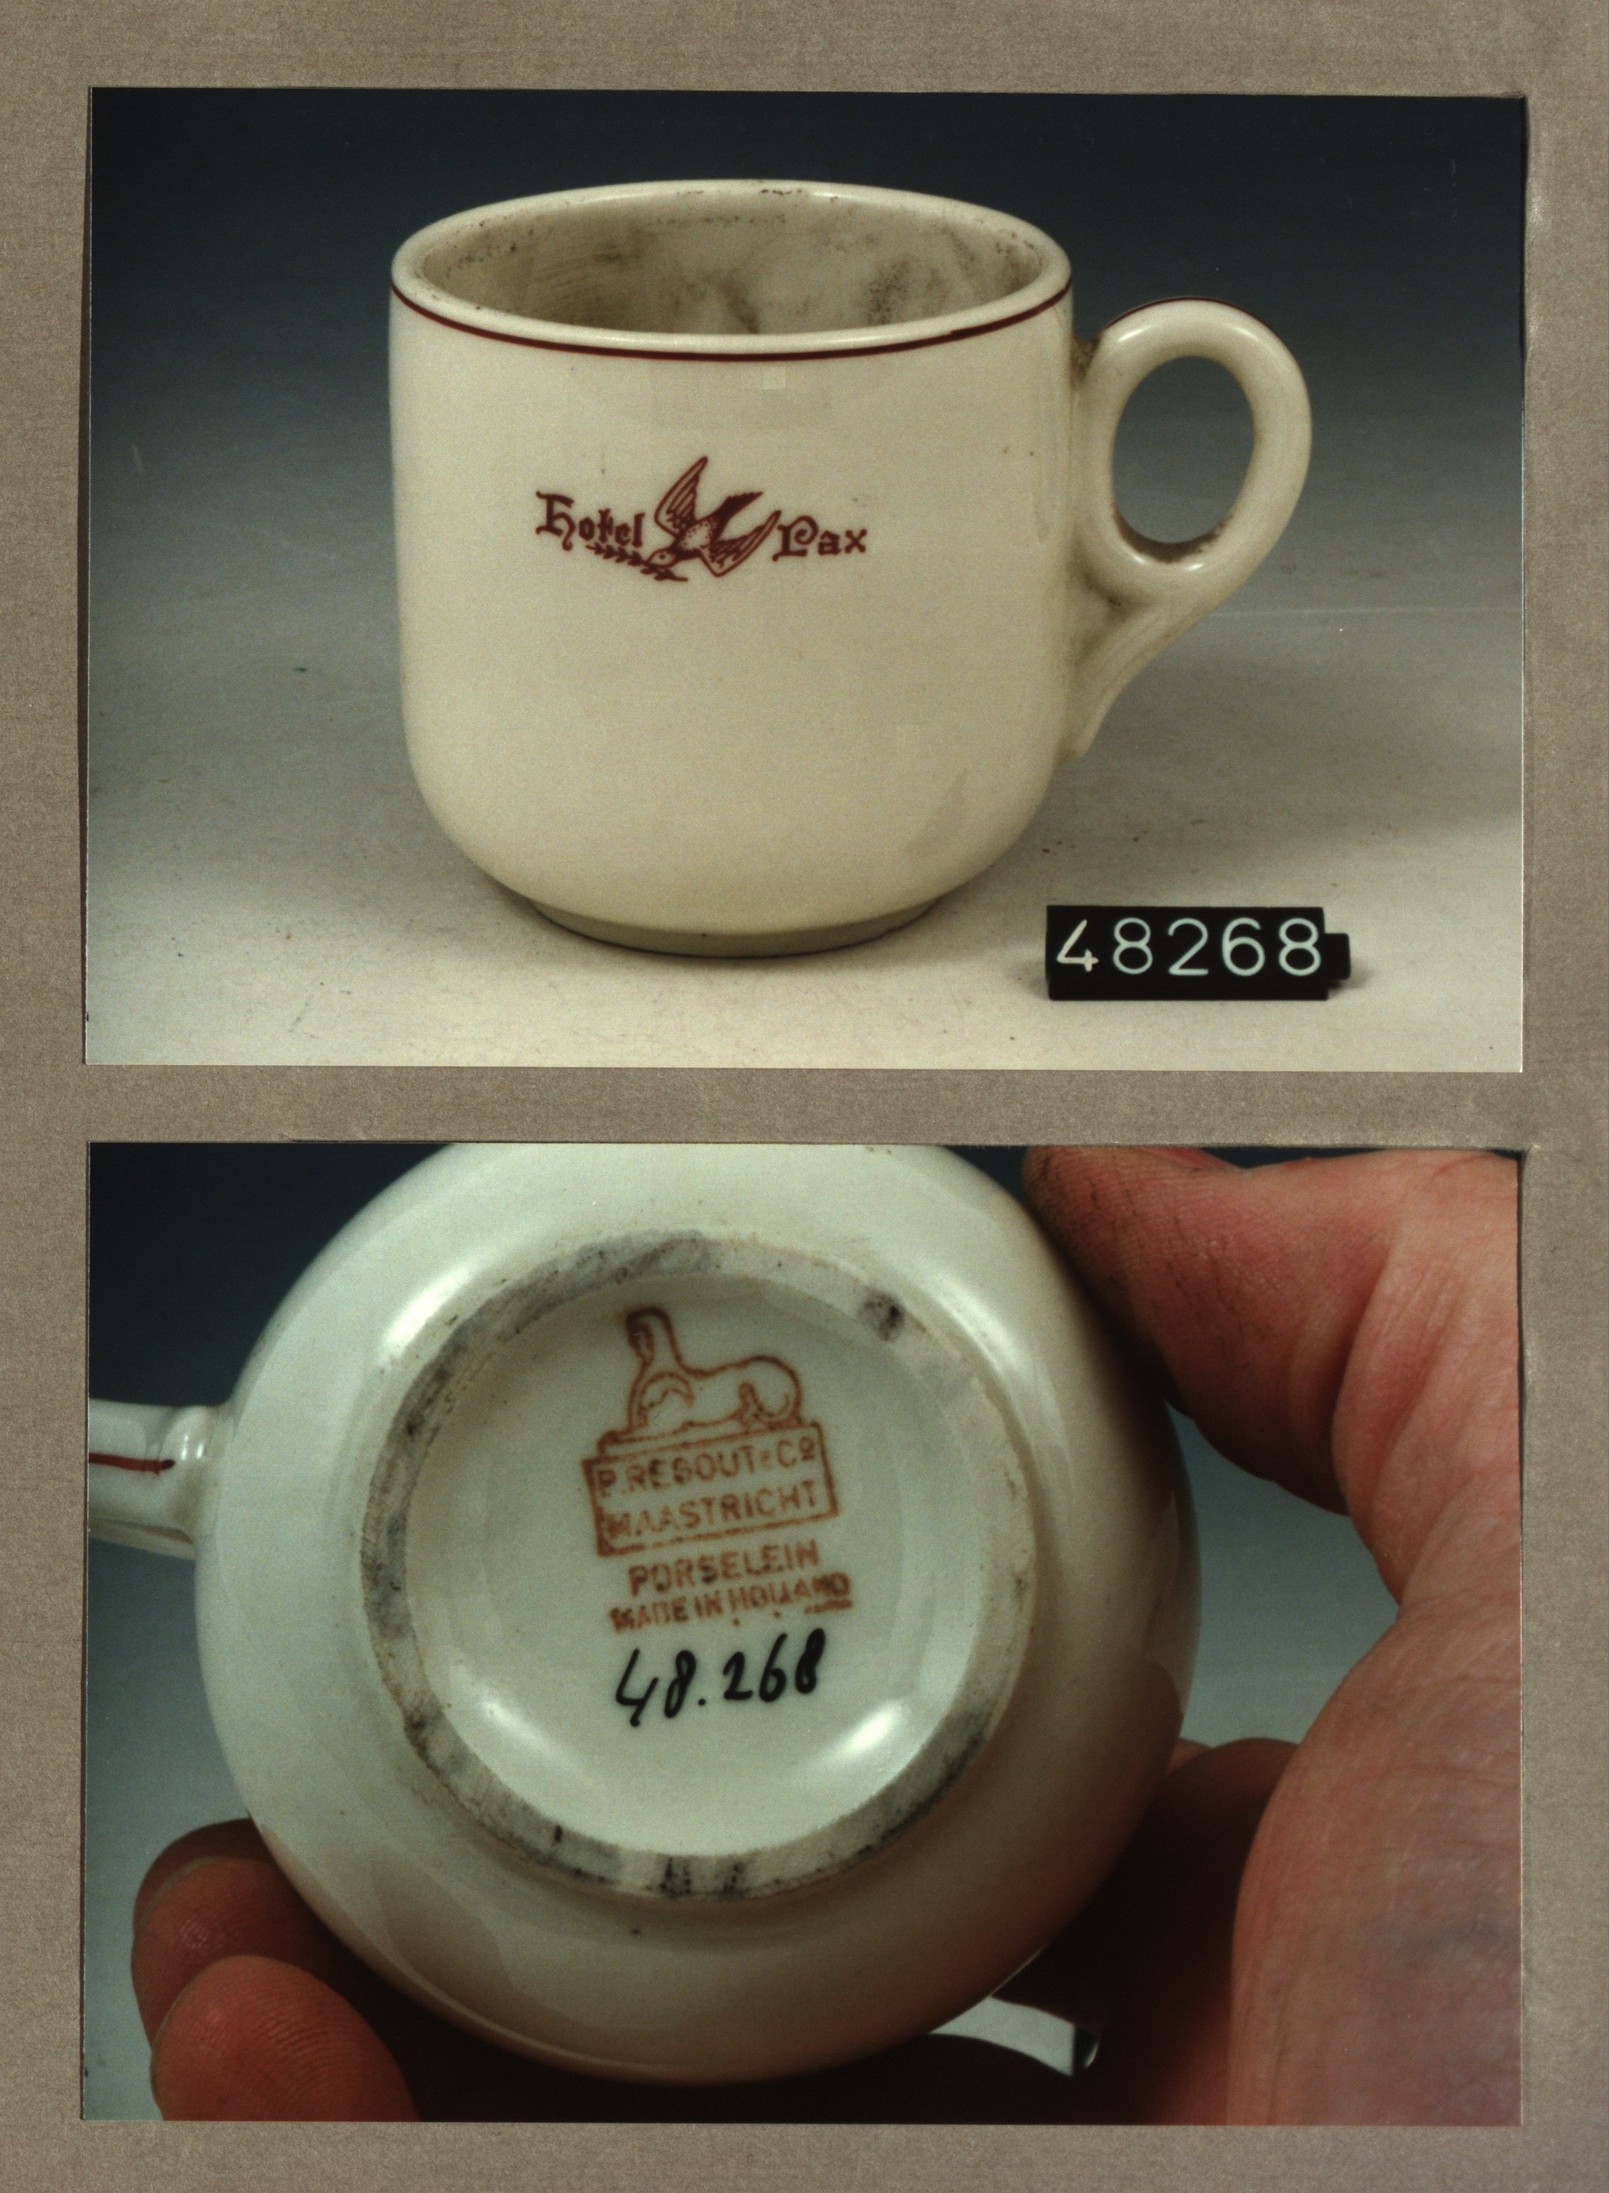 Hotel Pax
48268
P. REGOUT & Cº
MAASTRICHT
PORSELEIN
MADE IN HOLLAND
48.268